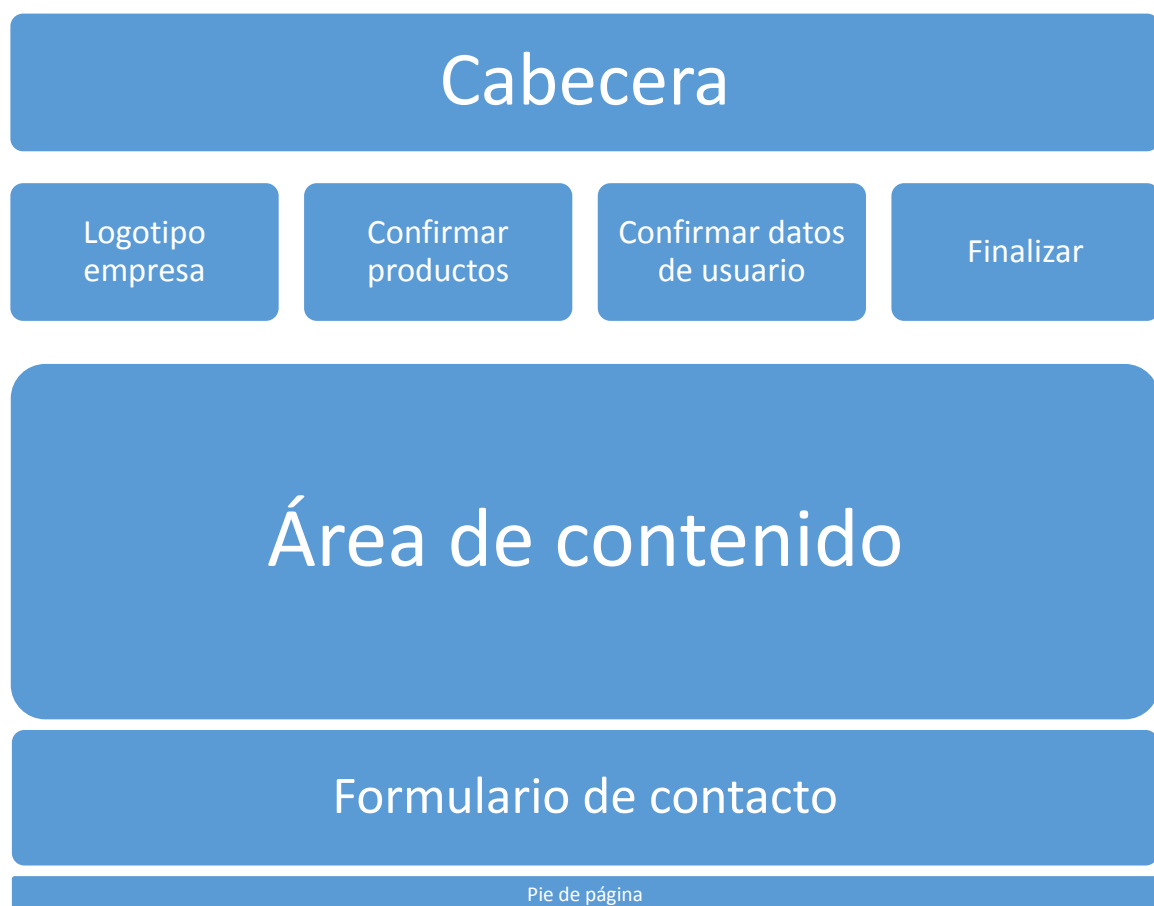 Cabecera
Logotipo
empresa
Confirmar
productos
Confirmar datos
de usuario
Finalizar
Área de contenido
Formulario de contacto
Pie de página